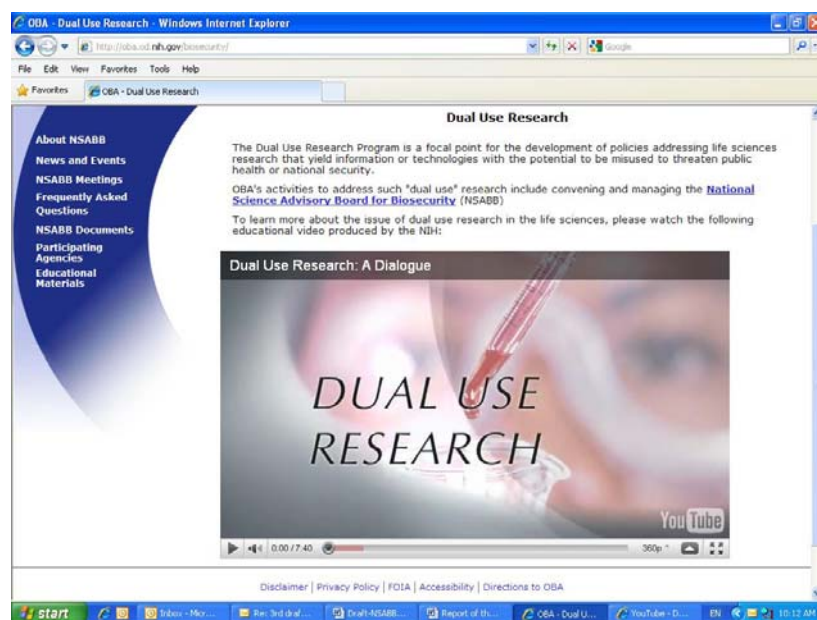 OBA - Dual Use Research - Windows Internet Explorer
http://oba.od.nih.gov/biosecurity/
Google
File Edit View Favorites Tools Help
Favorites OBA - Dual Use Research
Dual Use Research
About NSABB
News and Events
NSABB Meetings
Frequently Asked
Questions
NSABB Documents
Participating
Agencies
Educational
Materials
The Dual Use Research Program is a focal point for the development of policies addressing life sciences
research that yield information or technologies with the potential to be misused to threaten public
health or national security.
OBA's activities to address such "dual use" research include convening and managing the National
Science Advisory Board for Biosecurity (NSABB)
To learn more about the issue of dual use research in the life sciences, please watch the following
educational video produced by the NIH:
Dual Use Research: A Dialogue
DUAL USE
RESEARCH
YouTube
0:00 / 7:40 360p
Disclaimer | Privacy Policy | FOIA | Accessibility | Directions to OBA
start Inbox - Micr... Re: 3rd draf... Draft-NSABB... Report of th... OBA - Dual U... YouTube - D... EN 10:12 AM